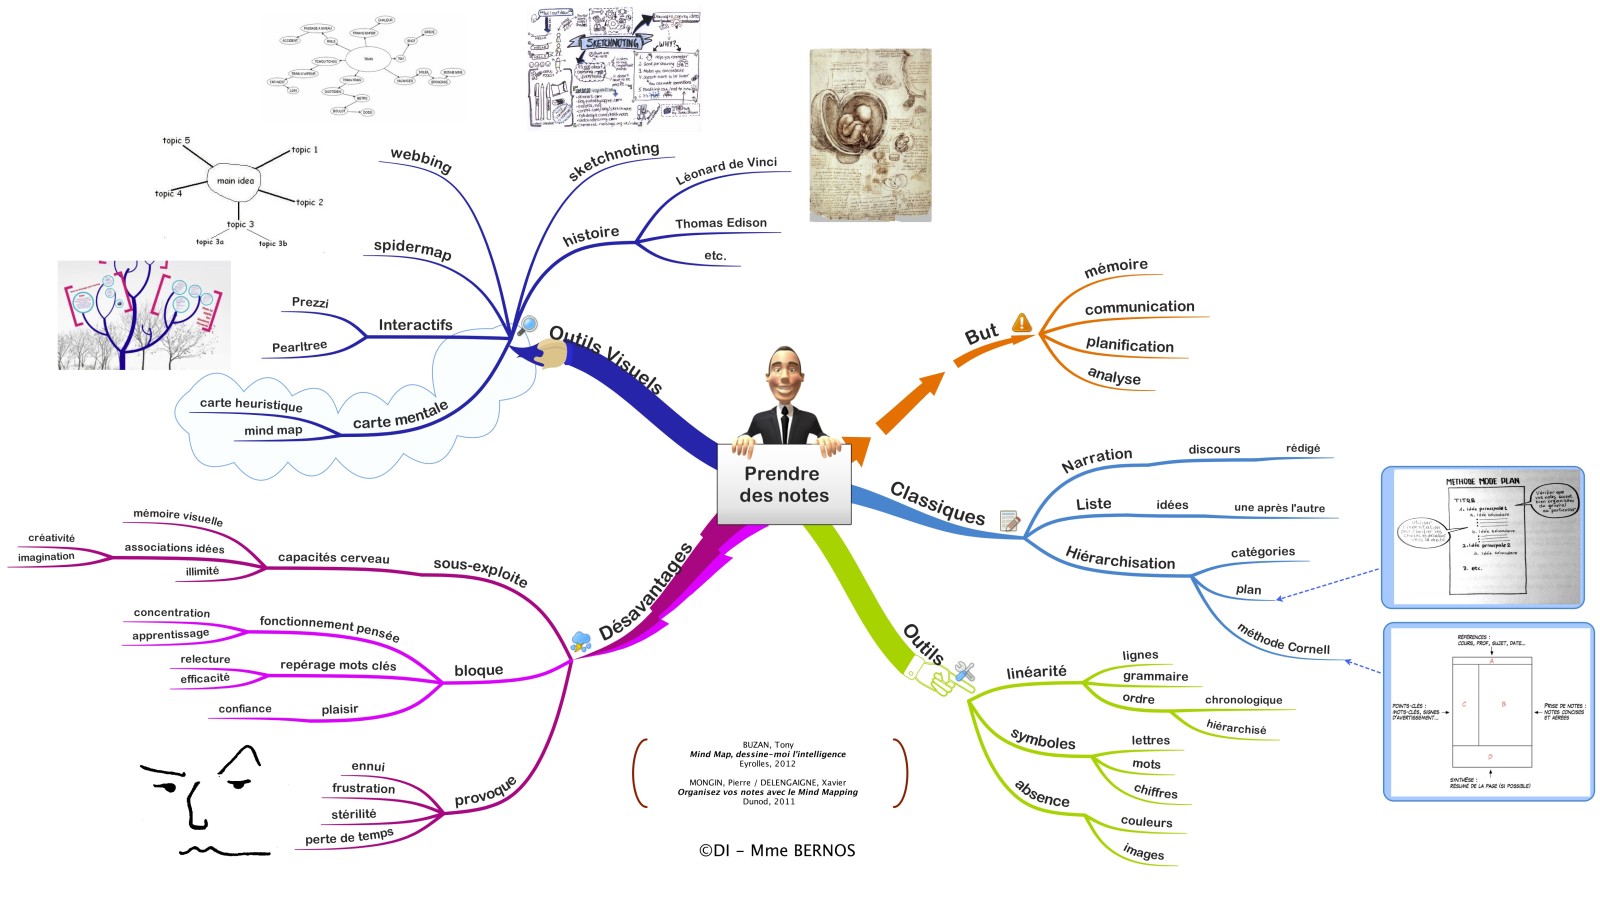 Prendre
des notes
But
mémoire
communication
planification
analyse
Classiques
Narration
discours
rédigé
Liste
idées
une après l'autre
Hiérarchisation
catégories
plan
méthode Cornell
METHODE MODE PLAN
TITRE
1. idée principale 1
2. idée principale 2
3. etc.
Vérifier que
RÉFÉRENCES :
COURS, PROF, SUJET, DATE...
A
POINTS-CLÉS :
MOTS-CLÉS, SIGNES
D'AVERTISSEMENT...
C
B
PRISE DE NOTES :
NOTES CONCISES
ET AÉRÉES
D
SYNTHÈSE :
RÉSUMÉ DE LA PAGE (SI POSSIBLE)
Outils
linéarité
lignes
grammaire
ordre
chronologique
hiérarchisé
symboles
lettres
mots
chiffres
absence
couleurs
images
Désavantages
sous-exploite
capacités cerveau
mémoire visuelle
associations idées
créativité
imagination
illimité
bloque
fonctionnement pensée
concentration
apprentissage
repérage mots clés
relecture
efficacité
plaisir
confiance
provoque
ennui
frustration
stérilité
perte de temps
Outils Visuels
carte mentale
carte heuristique
mind map
Interactifs
Prezzi
Pearltree
spidermap
webbing
sketchnoting
histoire
Léonard de Vinci
Thomas Edison
etc.
main idea
topic 1
topic 2
topic 3
topic 3a
topic 3b
topic 4
topic 5
SKETCHNOTING
WHY?
BUZAN, Tony
Mind Map, dessine-moi l'intelligence
Eyrolles, 2012
MONGIN, Pierre / DELENGAIGNE, Xavier
Organisez vos notes avec le Mind Mapping
Dunod, 2011
©DI - Mme BERNOS